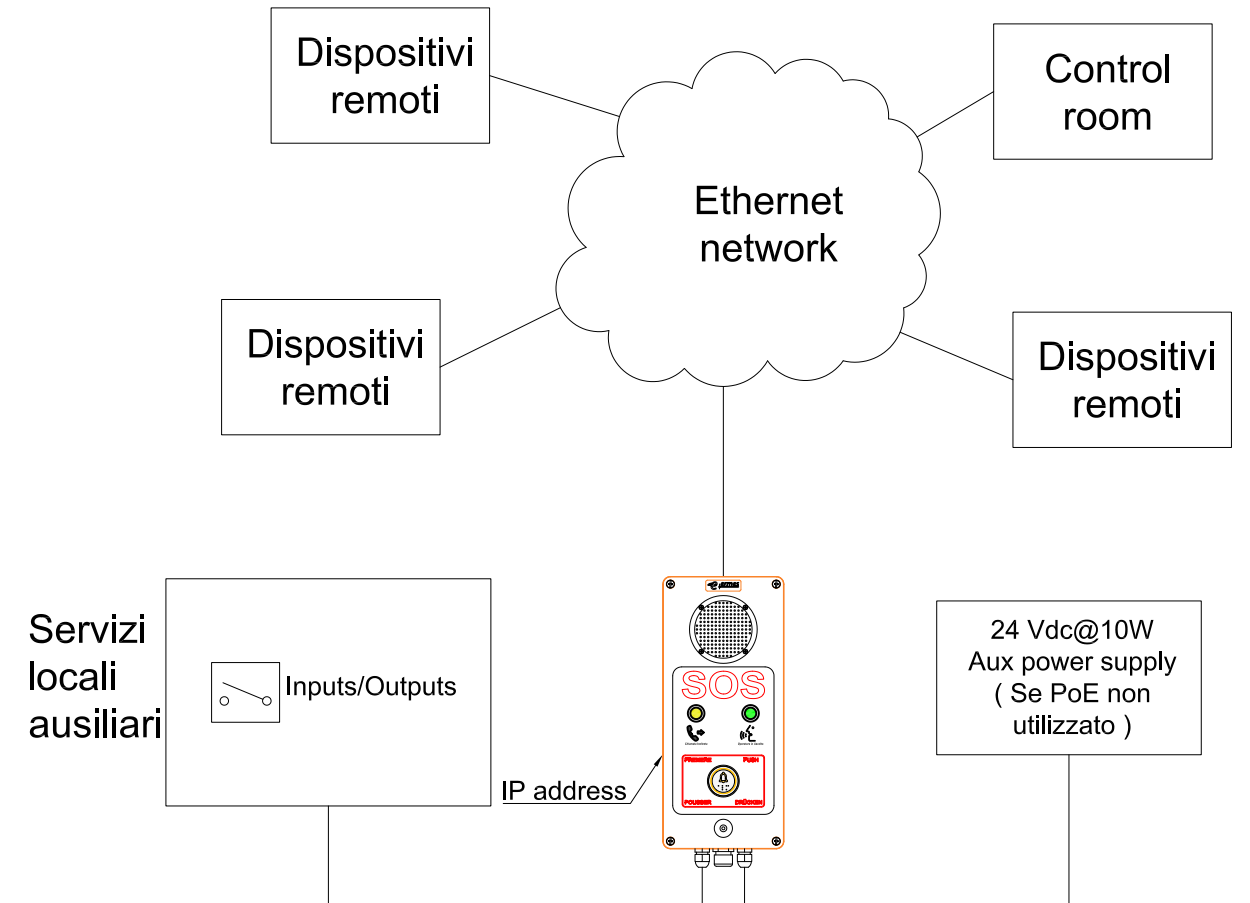 Dispositivi
remoti
Control
room
Ethernet
network
Dispositivi
remoti
Dispositivi
remoti
Servizi
locali
ausiliari
Inputs/Outputs
IP address
SOS
PREMERE PUSH
POUSSER DRÜCKEN
24 Vdc@10W
Aux power supply
( Se PoE non
utilizzato )